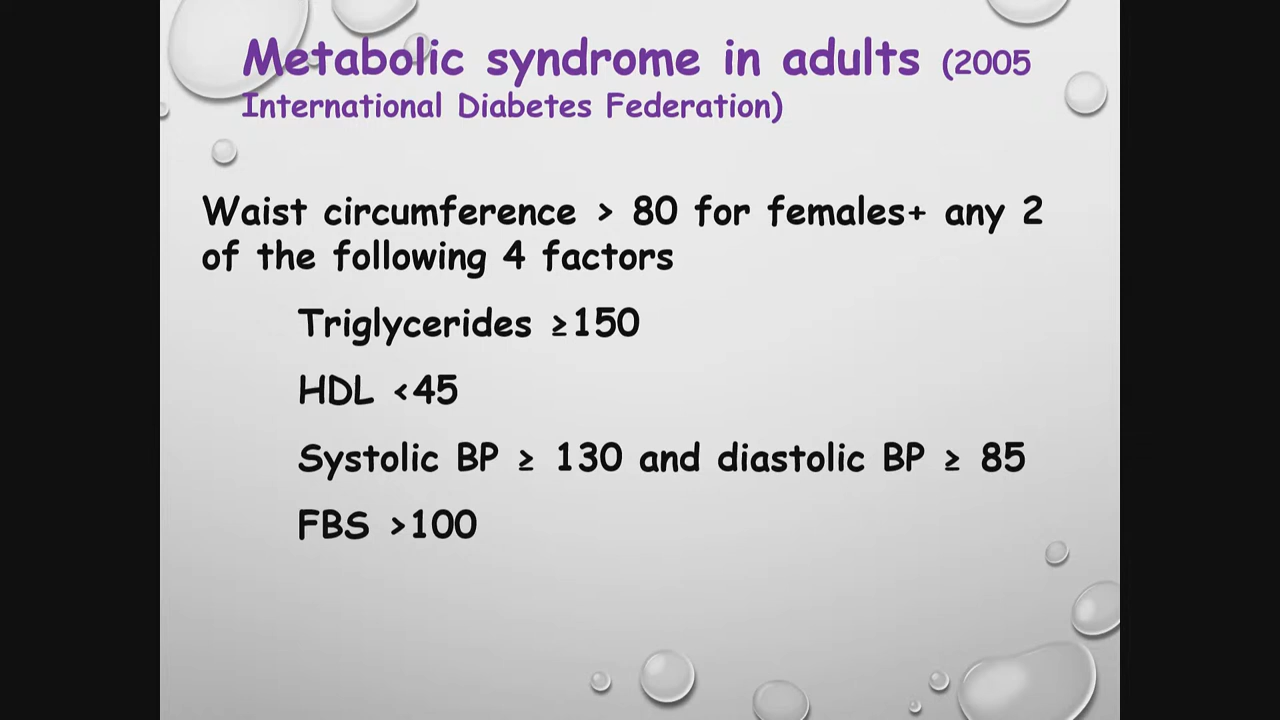 Metabolic syndrome in adults (2005
International Diabetes Federation)
Waist circumference > 80 for females+ any 2
of the following 4 factors
Triglycerides ≥150
HDL <45
Systolic BP ≥ 130 and diastolic BP ≥ 85
FBS >100